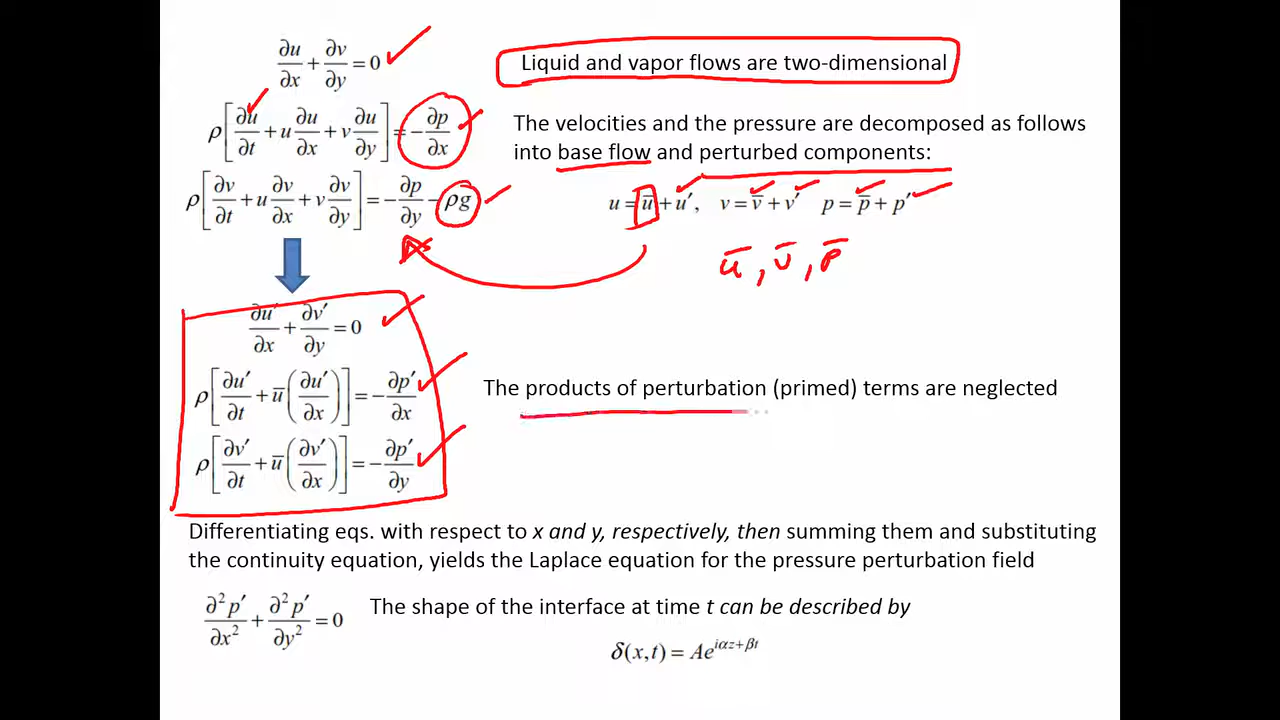 ∂u/∂x + ∂v/∂y = 0
Liquid and vapor flows are two-dimensional
ρ[∂u/∂t + u ∂u/∂x + v ∂u/∂y] = −∂p/∂x
The velocities and the pressure are decomposed as follows
into base flow and perturbed components:
ρ[∂v/∂t + u ∂v/∂x + v ∂v/∂y] = −∂p/∂y − ρg
u = u̅ + u′, v = v̅ + v′ p = p̅ + p′
u̅, v̅, p̅
∂u′/∂x + ∂v′/∂y = 0
ρ[∂u′/∂t + u̅(∂u′/∂x)] = −∂p′/∂x
The products of perturbation (primed) terms are neglected
ρ[∂v′/∂t + u̅(∂v′/∂x)] = −∂p′/∂y
Differentiating eqs. with respect to x and y, respectively, then summing them and substituting
the continuity equation, yields the Laplace equation for the pressure perturbation field
∂²p′/∂x² + ∂²p′/∂y² = 0
The shape of the interface at time t can be described by
δ(x,t) = Ae^{iαz+βt}